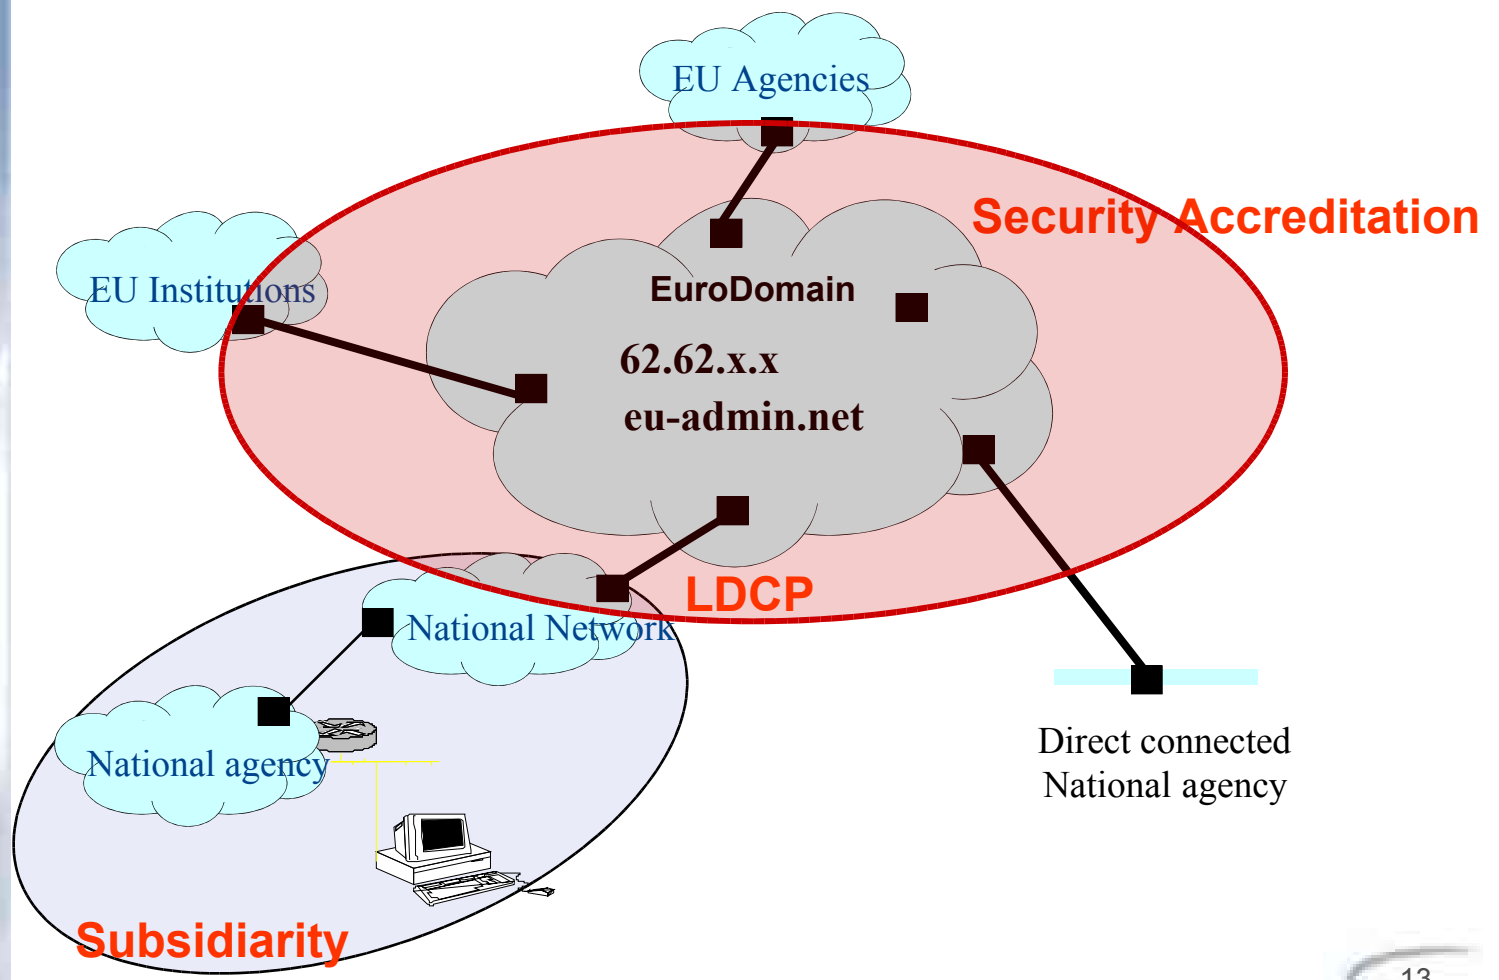 EU Agencies
Security Accreditation
EU Institutions
EuroDomain
62.62.x.x
eu-admin.net
LDCP
National Network
National agency
Direct connected
National agency
Subsidiarity
13